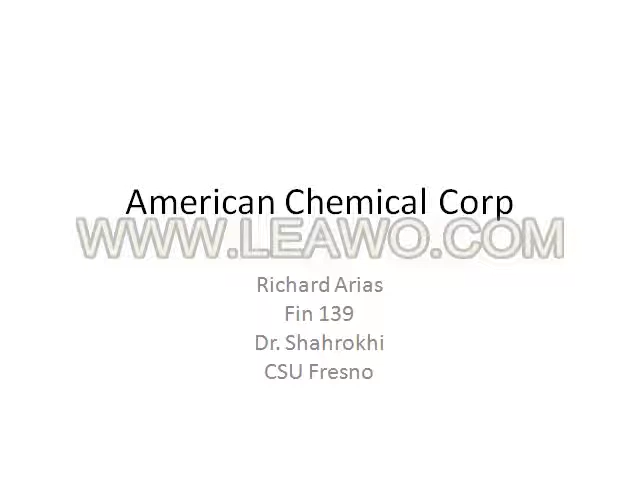 American Chemical Corp
WWW.LEAWO.COM
Richard Arias
Fin 139
Dr. Shahrokhi
CSU Fresno